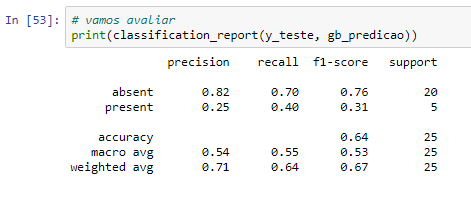 In [53]: # vamos avaliar
print(classification_report(y_teste, gb_predicao))
precision recall f1-score support
absent 0.82 0.70 0.76 20
present 0.25 0.40 0.31 5
accuracy 0.64 25
macro avg 0.54 0.55 0.53 25
weighted avg 0.71 0.64 0.67 25